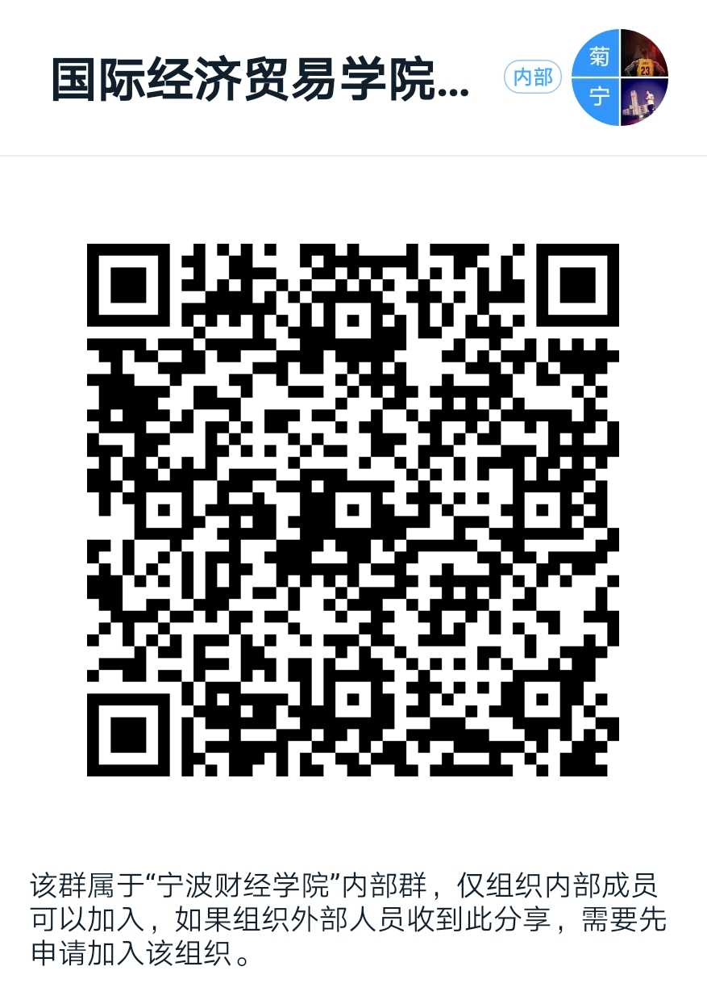 国际经济贸易学院...
内部
菊
宁
23
该群属于“宁波财经学院”内部群，仅组织内部成员
可以加入，如果组织外部人员收到此分享，需要先
申请加入该组织。